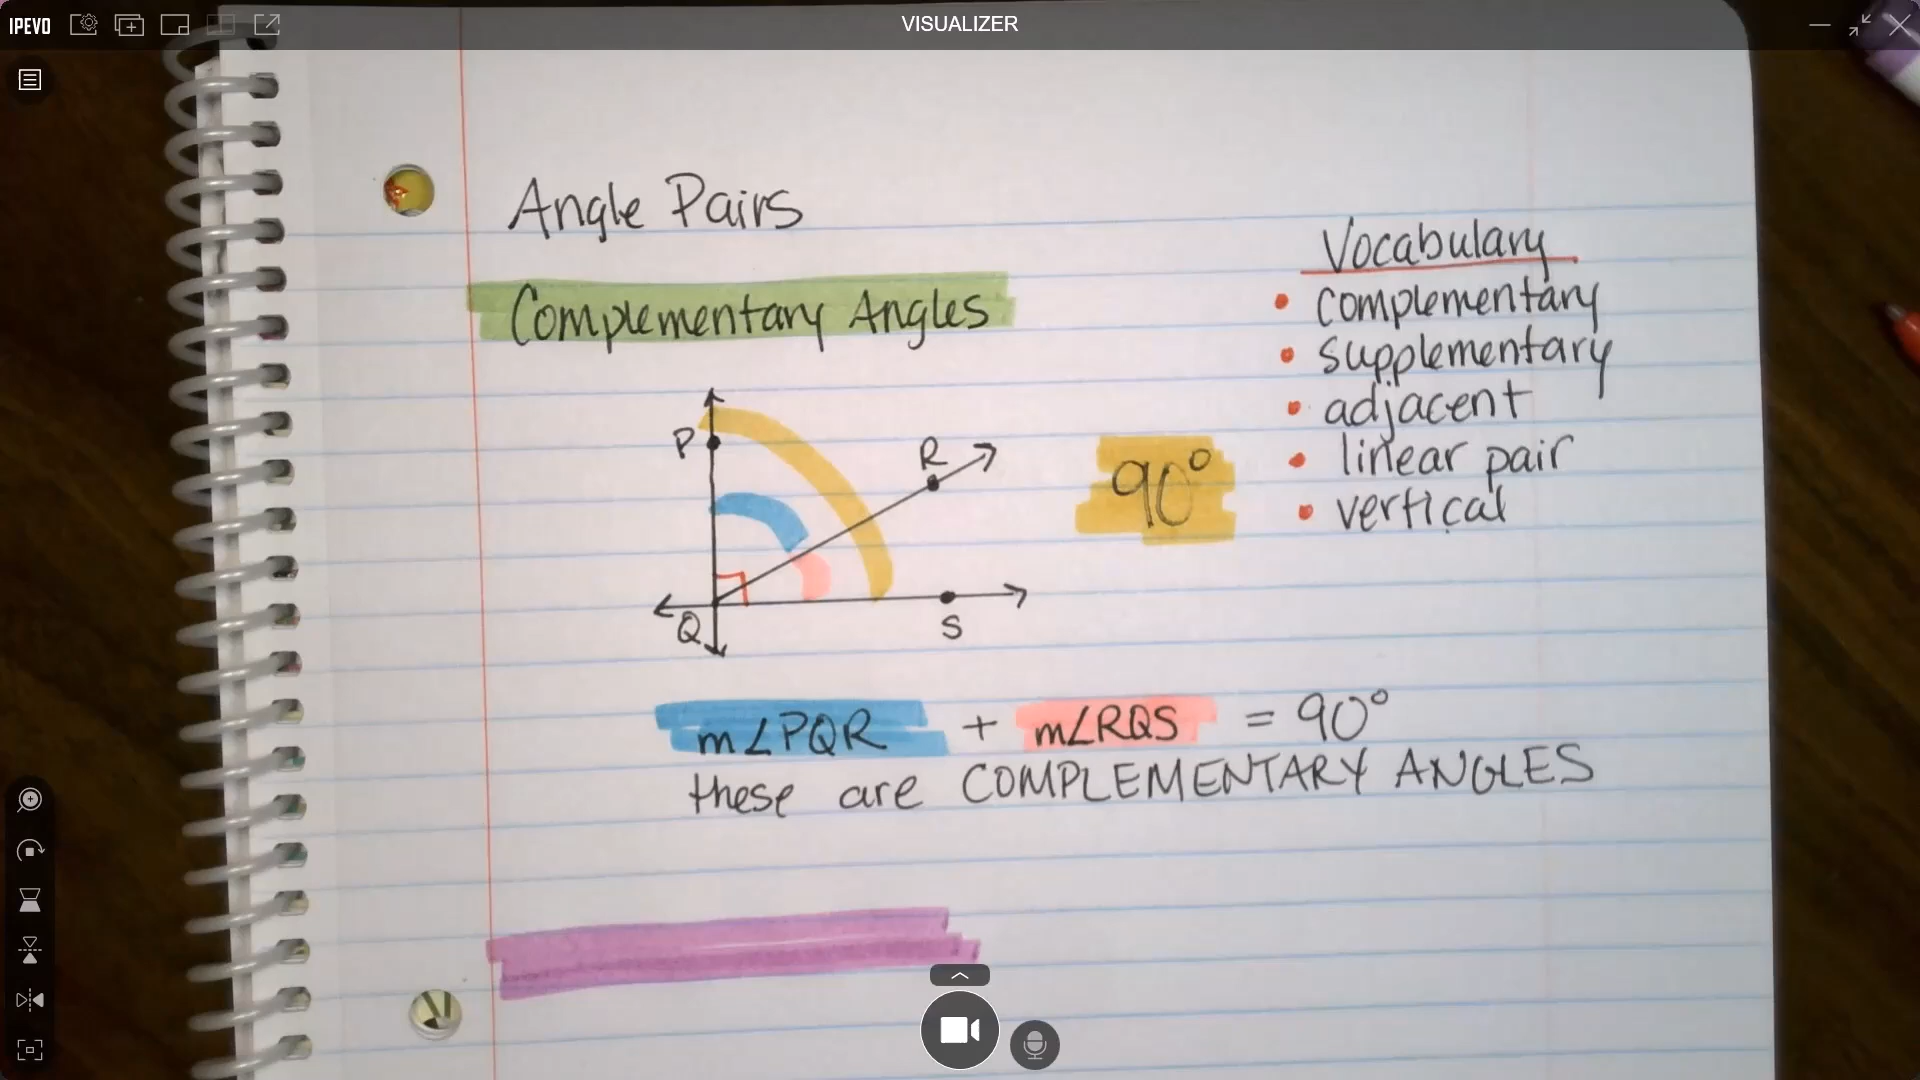 IPEVO
VISUALIZER
Angle Pairs
Complementary Angles
P
R
Q
S
90°
Vocabulary
• complementary
• supplementary
• adjacent
• linear pair
• vertical
m∠PQR + m∠RQS = 90°
these are COMPLEMENTARY ANGLES